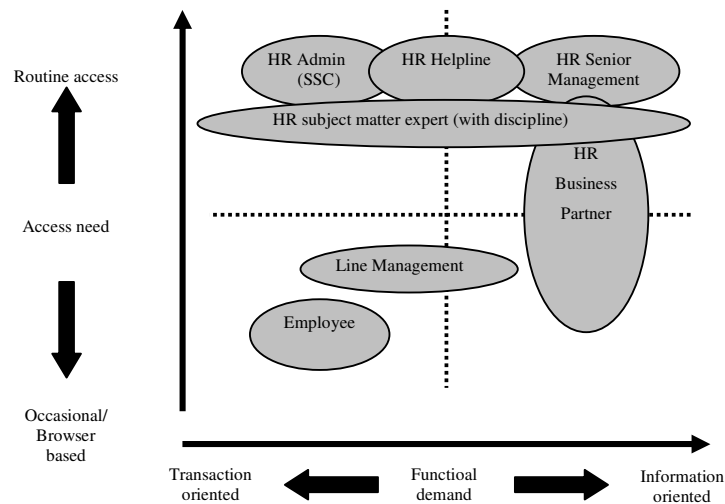 Routine access
Access need
Occasional/
Browser
based
HR Admin
(SSC)
HR Helpline
HR Senior
Management
HR subject matter expert (with discipline)
HR
Business
Partner
Line Management
Employee
Transaction
oriented
Functioal
demand
Information
oriented